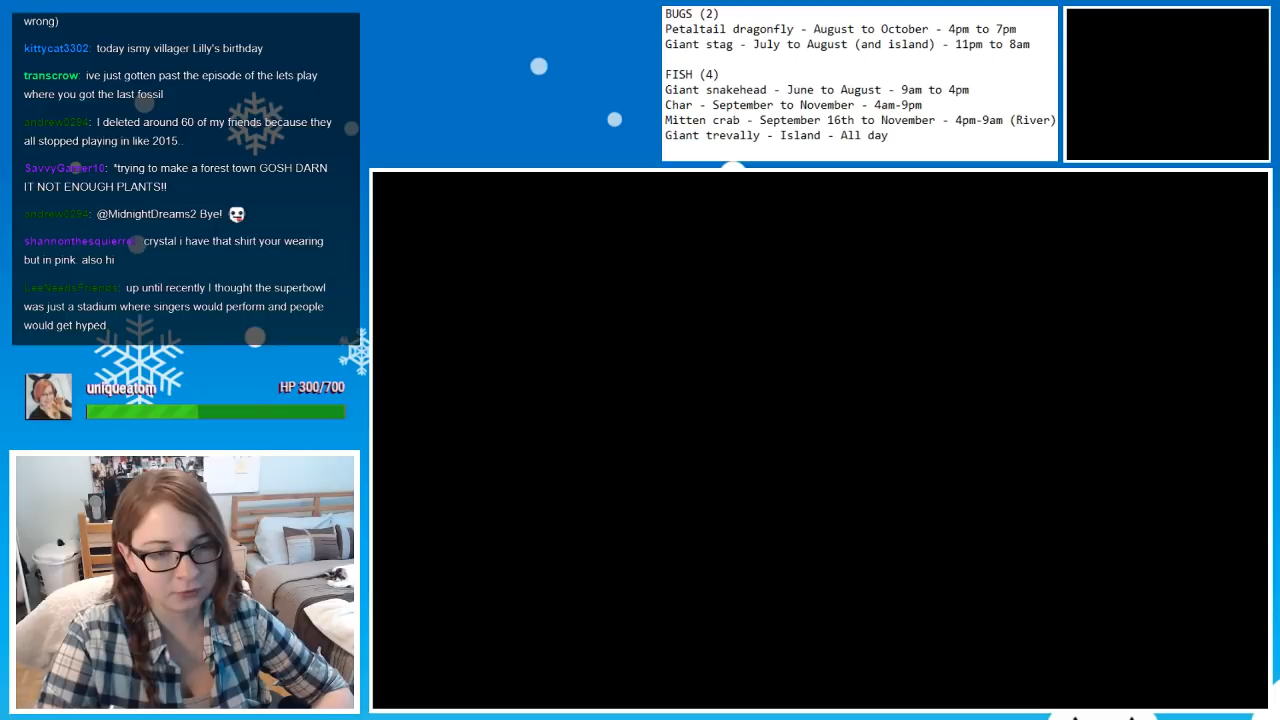 wrong)
kittycat3302: today ismy villager Lilly's birthday
transcrow: ive just gotten past the episode of the lets play
where you got the last fossil
andrew0294: I deleted around 60 of my friends because they
all stopped playing in like 2015..
SavvyGamer10: *trying to make a forest town GOSH DARN
IT NOT ENOUGH PLANTS!!
andrew0294: @MidnightDreams2 Bye!
shannonthesquierrel: crystal i have that shirt your wearing
but in pink. also hi
LeeNeedsFriends: up until recently I thought the superbowl
was just a stadium where singers would perform and people
would get hyped
uniqueatom HP 300/700
BUGS (2)
Petaltail dragonfly - August to October - 4pm to 7pm
Giant stag - July to August (and island) - 11pm to 8am
FISH (4)
Giant snakehead - June to August - 9am to 4pm
Char - September to November - 4am-9pm
Mitten crab - September 16th to November - 4pm-9am (River)
Giant trevally - Island - All day